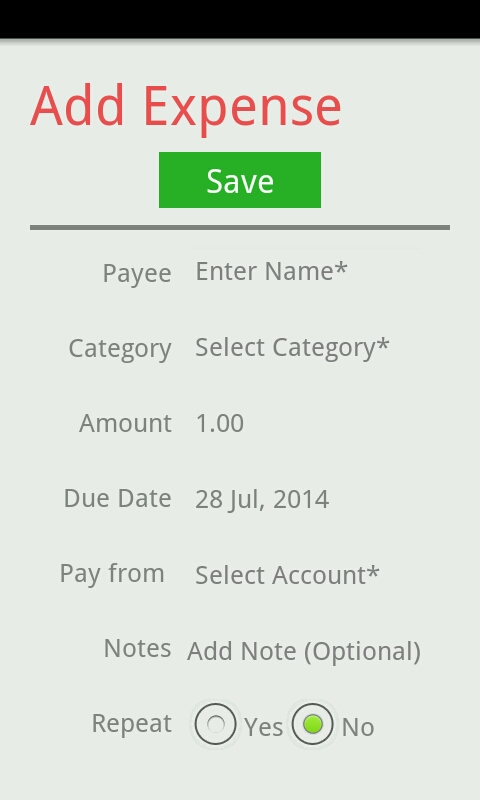 Add Expense
Save
Payee Enter Name*
Category Select Category*
Amount 1.00
Due Date 28 Jul, 2014
Pay from Select Account*
Notes Add Note (Optional)
Repeat Yes No